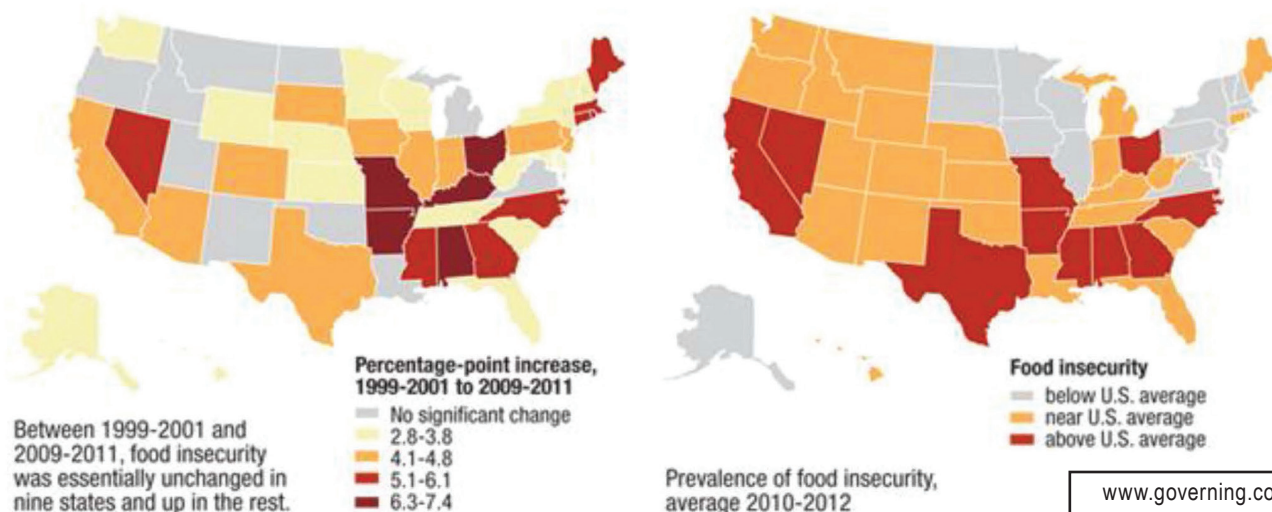 Percentage-point increase,
1999-2001 to 2009-2011
No significant change
2.8-3.8
4.1-4.8
5.1-6.1
6.3-7.4
Between 1999-2001 and
2009-2011, food insecurity
was essentially unchanged in
nine states and up in the rest.
Food insecurity
below U.S. average
near U.S. average
above U.S. average
Prevalence of food insecurity,
average 2010-2012
www.governing.co